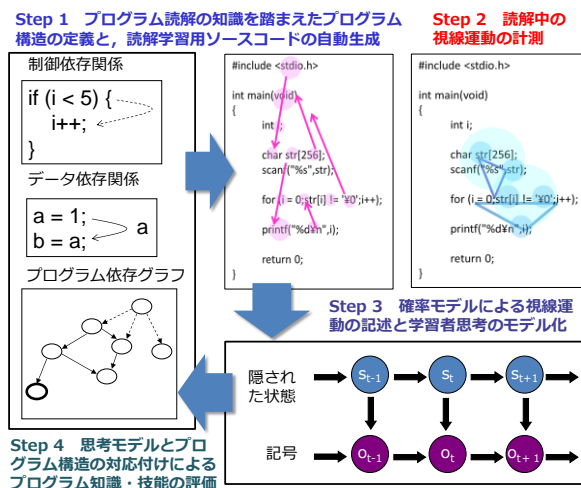 Step 1 プログラム読解の知識を踏まえたプログラム
構造の定義と，読解学習用ソースコードの自動生成
Step 2 読解中の
視線運動の計測
制御依存関係
if (i < 5) {
i++;
}
データ依存関係
a = 1;
b = a;
a
プログラム依存グラフ
#include <stdio.h>
int main(void)
{
int i;
char str[256];
scanf("%s",str);
for (i = 0;str[i] != '¥0';i++);
printf("%d¥n",i);
return 0;
}
#include <stdio.h>
int main(void)
{
int i;
char str[256];
scanf("%s",str);
for (i = 0;str[i] != '¥0';i++);
printf("%d¥n",i);
return 0;
}
Step 3 確率モデルによる視線運
動の記述と学習者思考のモデル化
隠され
た状態
St-1
St
St+1
記号
Ot-1
Ot
Ot+ 1
Step 4 思考モデルとプロ
グラム構造の対応付けによる
プログラム知識・技能の評価